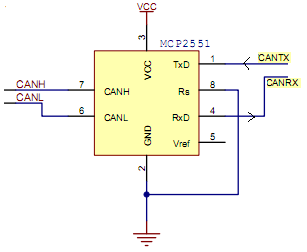 VCC
3
MCP2551
VCC
TxD
1
CANTX
CANH
7
CANH
Rs
8
CANRX
CANL
6
CANL
RxD
4
GND
Vref
5
2